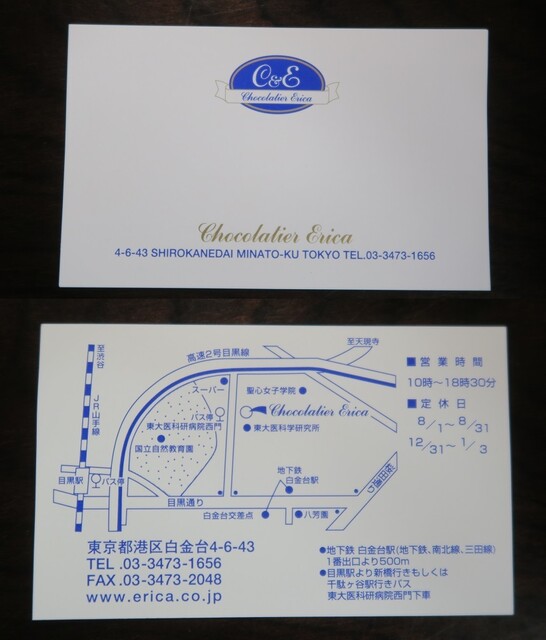 C&E
Chocolatier Erica
Chocolatier Erica
4-6-43 SHIROKANEDAI MINATO-KU TOKYO TEL.03-3473-1656
至渋谷
JR山手線
高速2号目黒線
至天現寺
スーパー
聖心女子学院
バス停
Chocolatier Erica
東大医科研病院西門
東大医科学研究所
国立自然教育園
目黒駅
バス停
地下鉄
白金台駅
目黒通り
白金台交差点
八芳園
■営業時間
10時〜18時30分
■定休日
8/1〜8/31
12/31〜1/3
東京都港区白金台4-6-43
TEL .03-3473-1656
FAX .03-3473-2048
www.erica.co.jp
●地下鉄 白金台駅(地下鉄、南北線、三田線)
1番出口より500m
●目黒駅より新橋行きもしくは
千駄ヶ谷駅行きバス
東大医科研病院西門下車